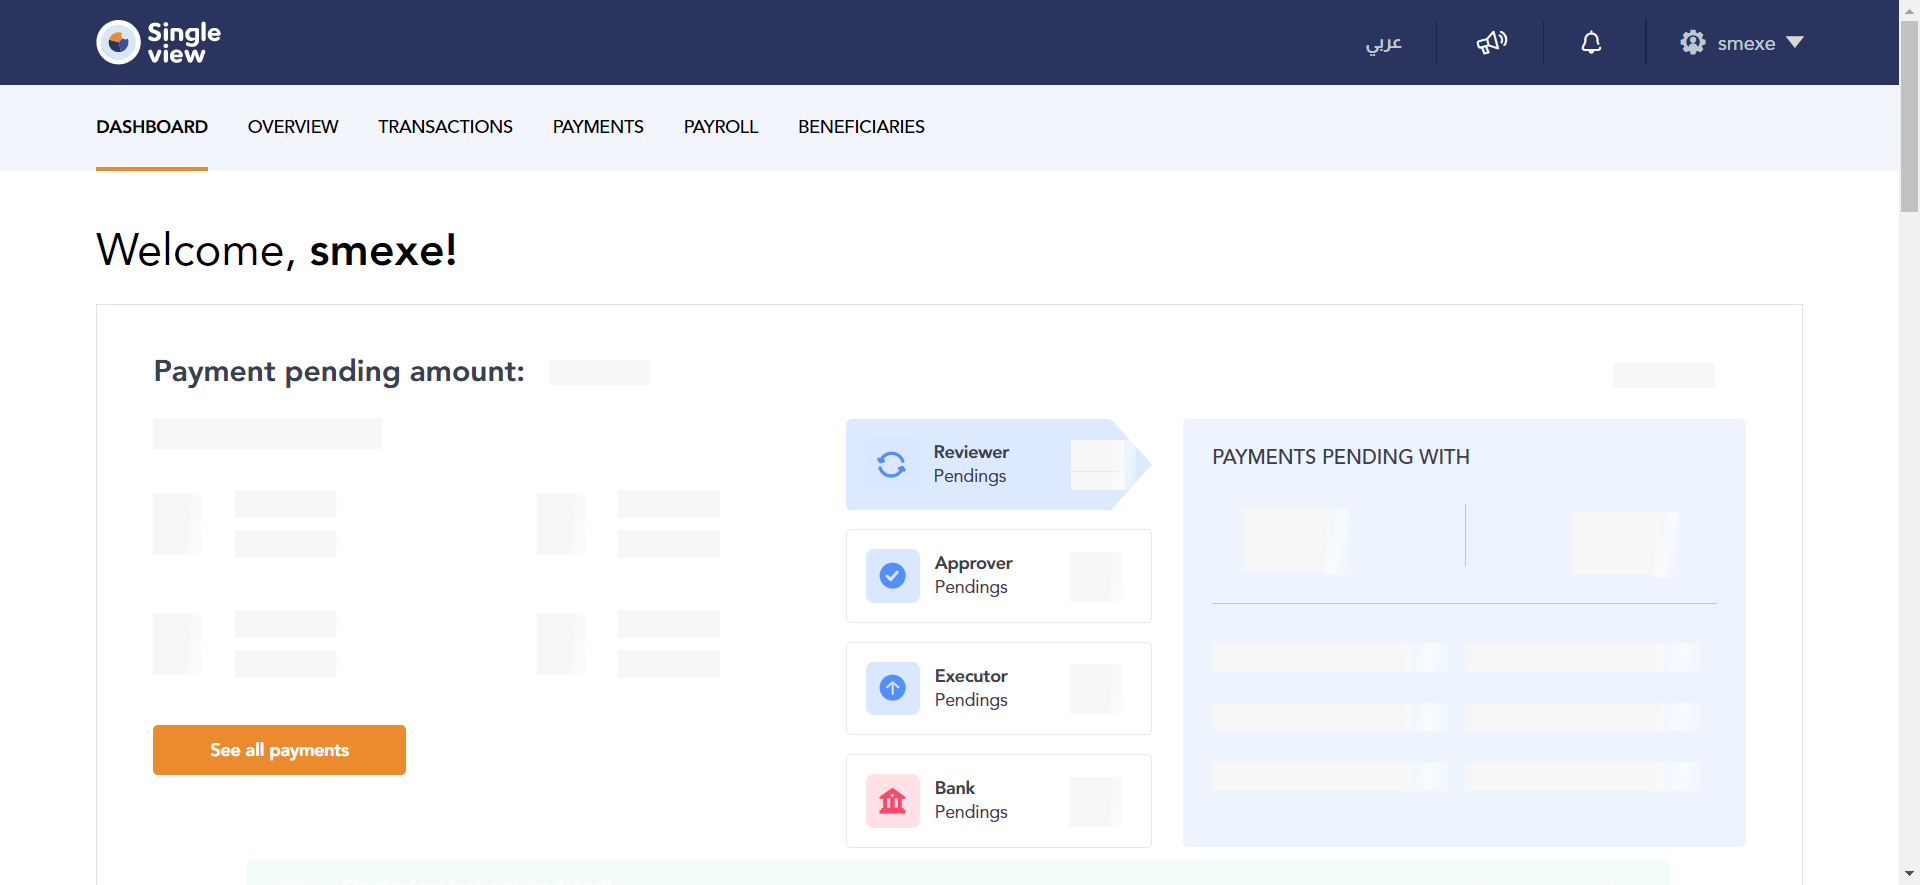 Single
view
عربي
smexe
DASHBOARD OVERVIEW TRANSACTIONS PAYMENTS PAYROLL BENEFICIARIES
Welcome, smexe!
Payment pending amount:
Reviewer
Pendings
Approver
Pendings
Executor
Pendings
Bank
Pendings
PAYMENTS PENDING WITH
See all payments